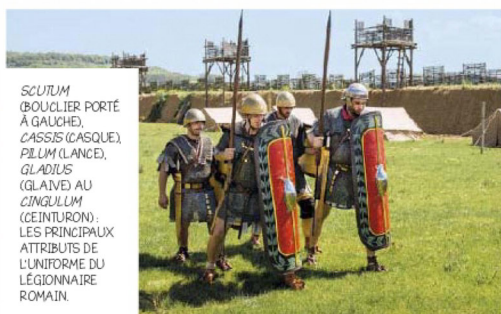 SCUTUM
(BOUCLIER PORTÉ
À GAUCHE),
CASSIS (CASQUE),
PILUM (LANCE),
GLADIUS
(GLAIVE) AU
CINGULUM
(CEINTURON) :
LES PRINCIPAUX
ATTRIBUTS DE
L'UNIFORME DU
LÉGIONNAIRE
ROMAIN.